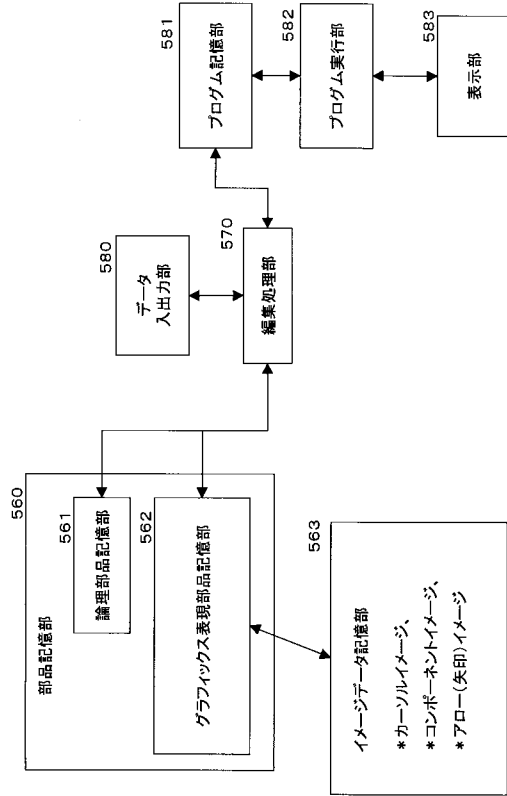 560
部品記憶部
561
論理部品記憶部
562
グラフィックス表現部品記憶部
563
イメージデータ記憶部
*カーソルイメージ、
*コンポーネントイメージ、
*アロー(矢印)イメージ
580
データ
入出力部
570
編集処理部
581
プログラム記憶部
582
プログラム実行部
583
表示部